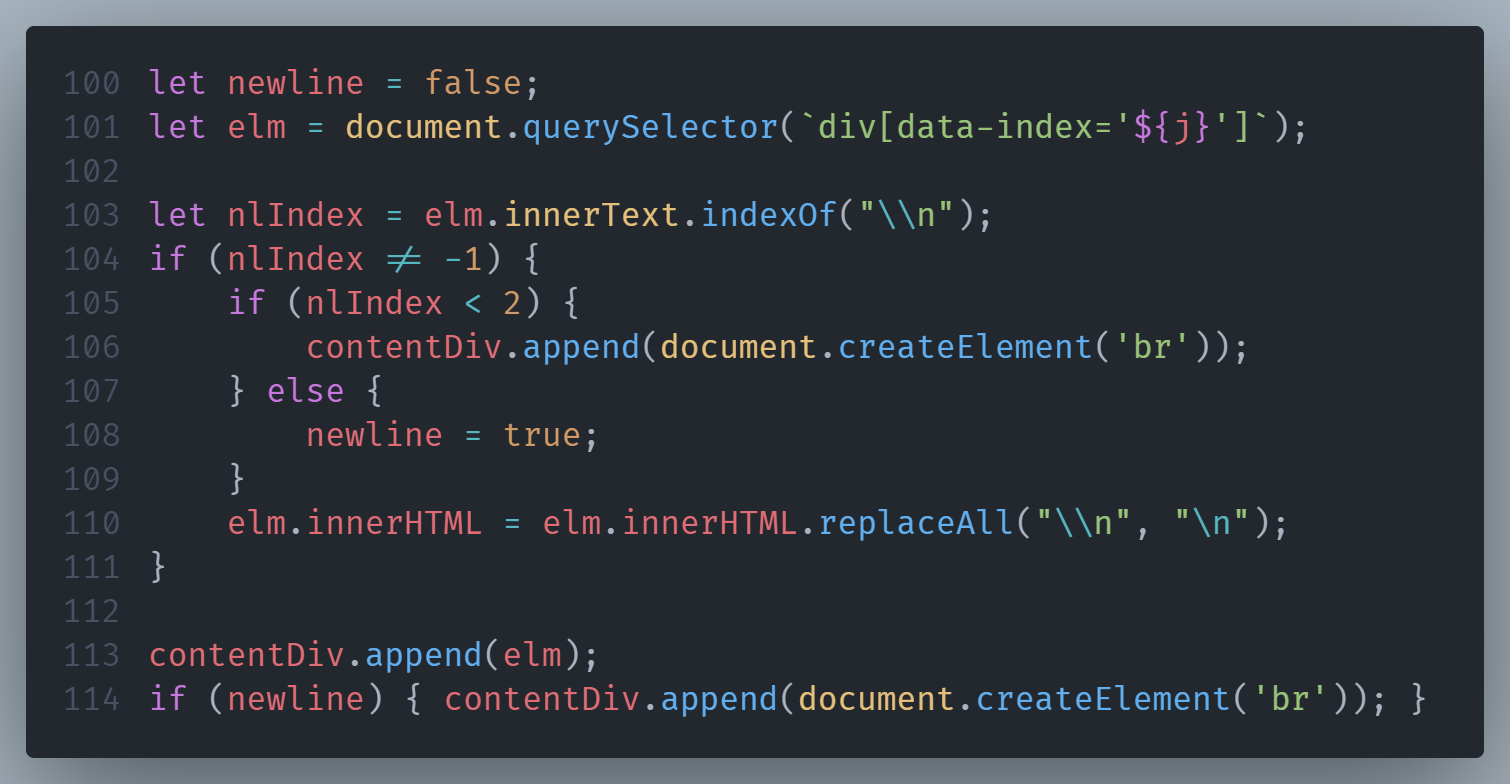 100 let newline = false;
101 let elm = document.querySelector(`div[data-index='${j}']`);
102
103 let nlIndex = elm.innerText.indexOf("\\n");
104 if (nlIndex != -1) {
105     if (nlIndex < 2) {
106         contentDiv.append(document.createElement('br'));
107     } else {
108         newline = true;
109     }
110     elm.innerHTML = elm.innerHTML.replaceAll("\\n", "\n");
111 }
112
113 contentDiv.append(elm);
114 if (newline) { contentDiv.append(document.createElement('br')); }